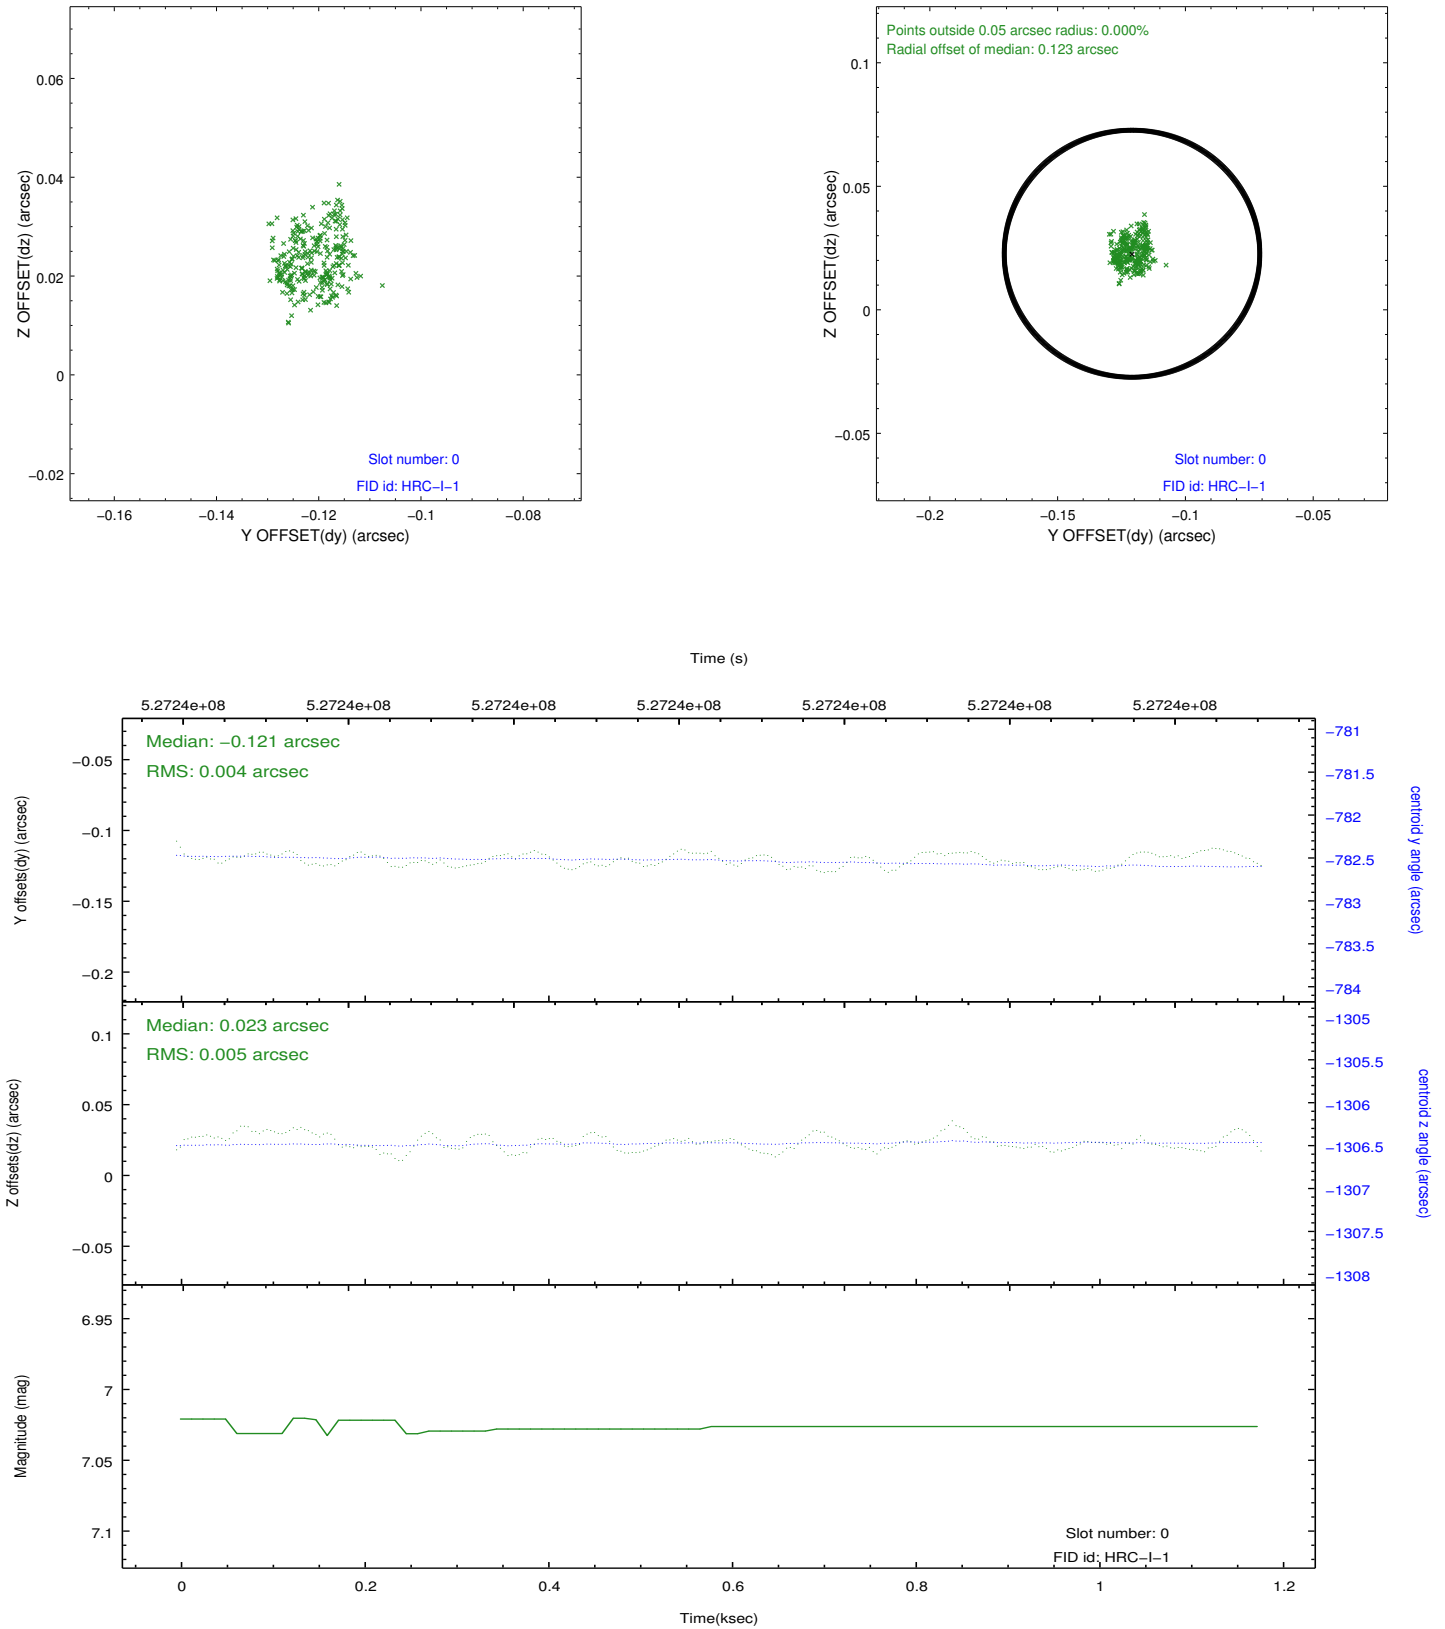 0.06
0.04
0.02
0
−0.02
Z OFFSET(dz) (arcsec)
Slot number: 0
FID id: HRC−I−1
−0.16
−0.14
−0.12
−0.1
−0.08
Y OFFSET(dy) (arcsec)
Points outside 0.05 arcsec radius: 0.000%
Radial offset of median: 0.123 arcsec
0.1
0.05
0
−0.05
Z OFFSET(dz) (arcsec)
Slot number: 0
FID id: HRC−I−1
−0.2
−0.15
−0.1
−0.05
Y OFFSET(dy) (arcsec)
Time (s)
5.2724e+08
5.2724e+08
5.2724e+08
5.2724e+08
5.2724e+08
5.2724e+08
5.2724e+08
Median: −0.121 arcsec
RMS: 0.004 arcsec
−0.05
−0.1
−0.15
−0.2
Y offsets(dy) (arcsec)
−781
−781.5
−782
−782.5
−783
−783.5
−784
centroid y angle (arcsec)
Median: 0.023 arcsec
RMS: 0.005 arcsec
0.1
0.05
0
−0.05
Z offsets(dz) (arcsec)
−1305
−1305.5
−1306
−1306.5
−1307
−1307.5
−1308
centroid z angle (arcsec)
6.95
7
7.05
7.1
Magnitude (mag)
Slot number: 0
FID id: HRC−I−1
0
0.2
0.4
0.6
0.8
1
1.2
Time(ksec)